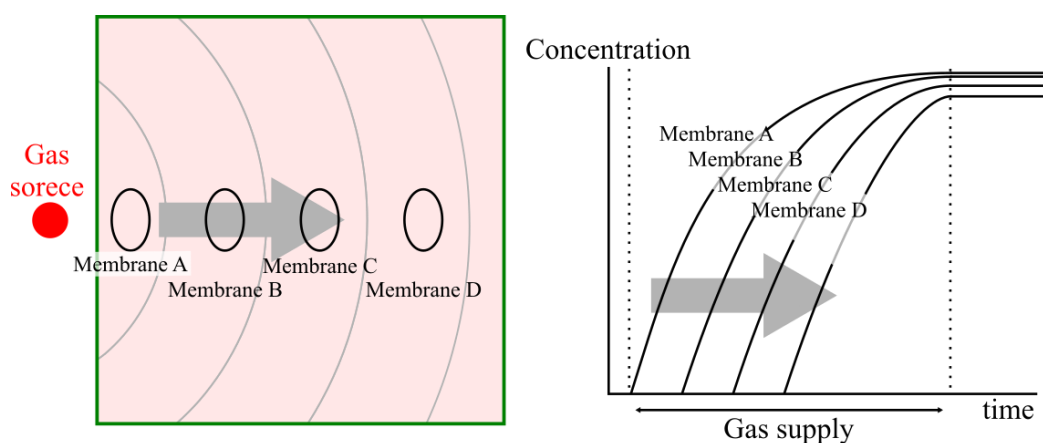 Gas
sorece
Membrane A
Membrane B
Membrane C
Membrane D
Concentration
Membrane A
Membrane B
Membrane C
Membrane D
time
Gas supply